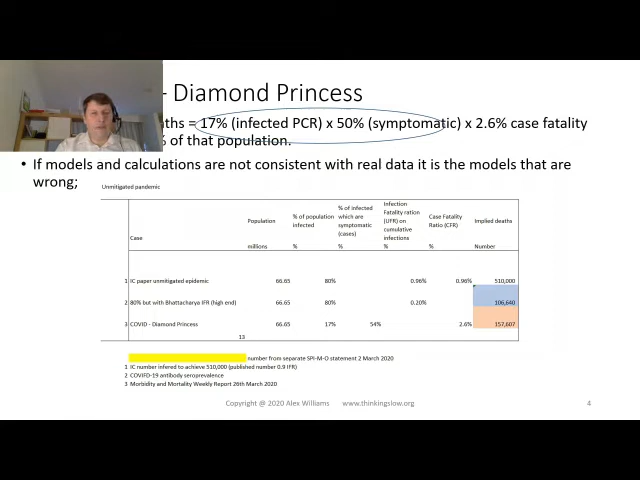 - Diamond Princess
ths = 17% (infected PCR) x 50% (symptomatic) x 2.6% case fatality
% of that population.
• If models and calculations are not consistent with real data it is the models that are
wrong;
Unmitigated pandemic
Case
Population
millions
% of population
infected
%
% of infected
which are
symptomatic
(cases)
%
Infection
Fatality ration
(UFR) on
cumulative
infections
%
Case Fatality
Ratio (CFR)
%
Implied deaths
Number
1 IC paper unmitigated epidemic 66.65 80% 0.96% 0.96% 510,000
2 80% but with Bhattacharya IFR (high end) 66.65 80% 0.20% 106,640
3 COVID - Diamond Princess 66.65 17% 54% 2.6% 157,607
13
number from separate SPI-M-O statement 2 March 2020
1 IC number infered to achieve 510,000 (published number 0.9 IFR)
2 COVIFD-19 antibody seroprevalence
3 Morbidity and Mortality Weekly Report 26th March 2020
Copyright @ 2020 Alex Williams www.thinkingslow.org 4